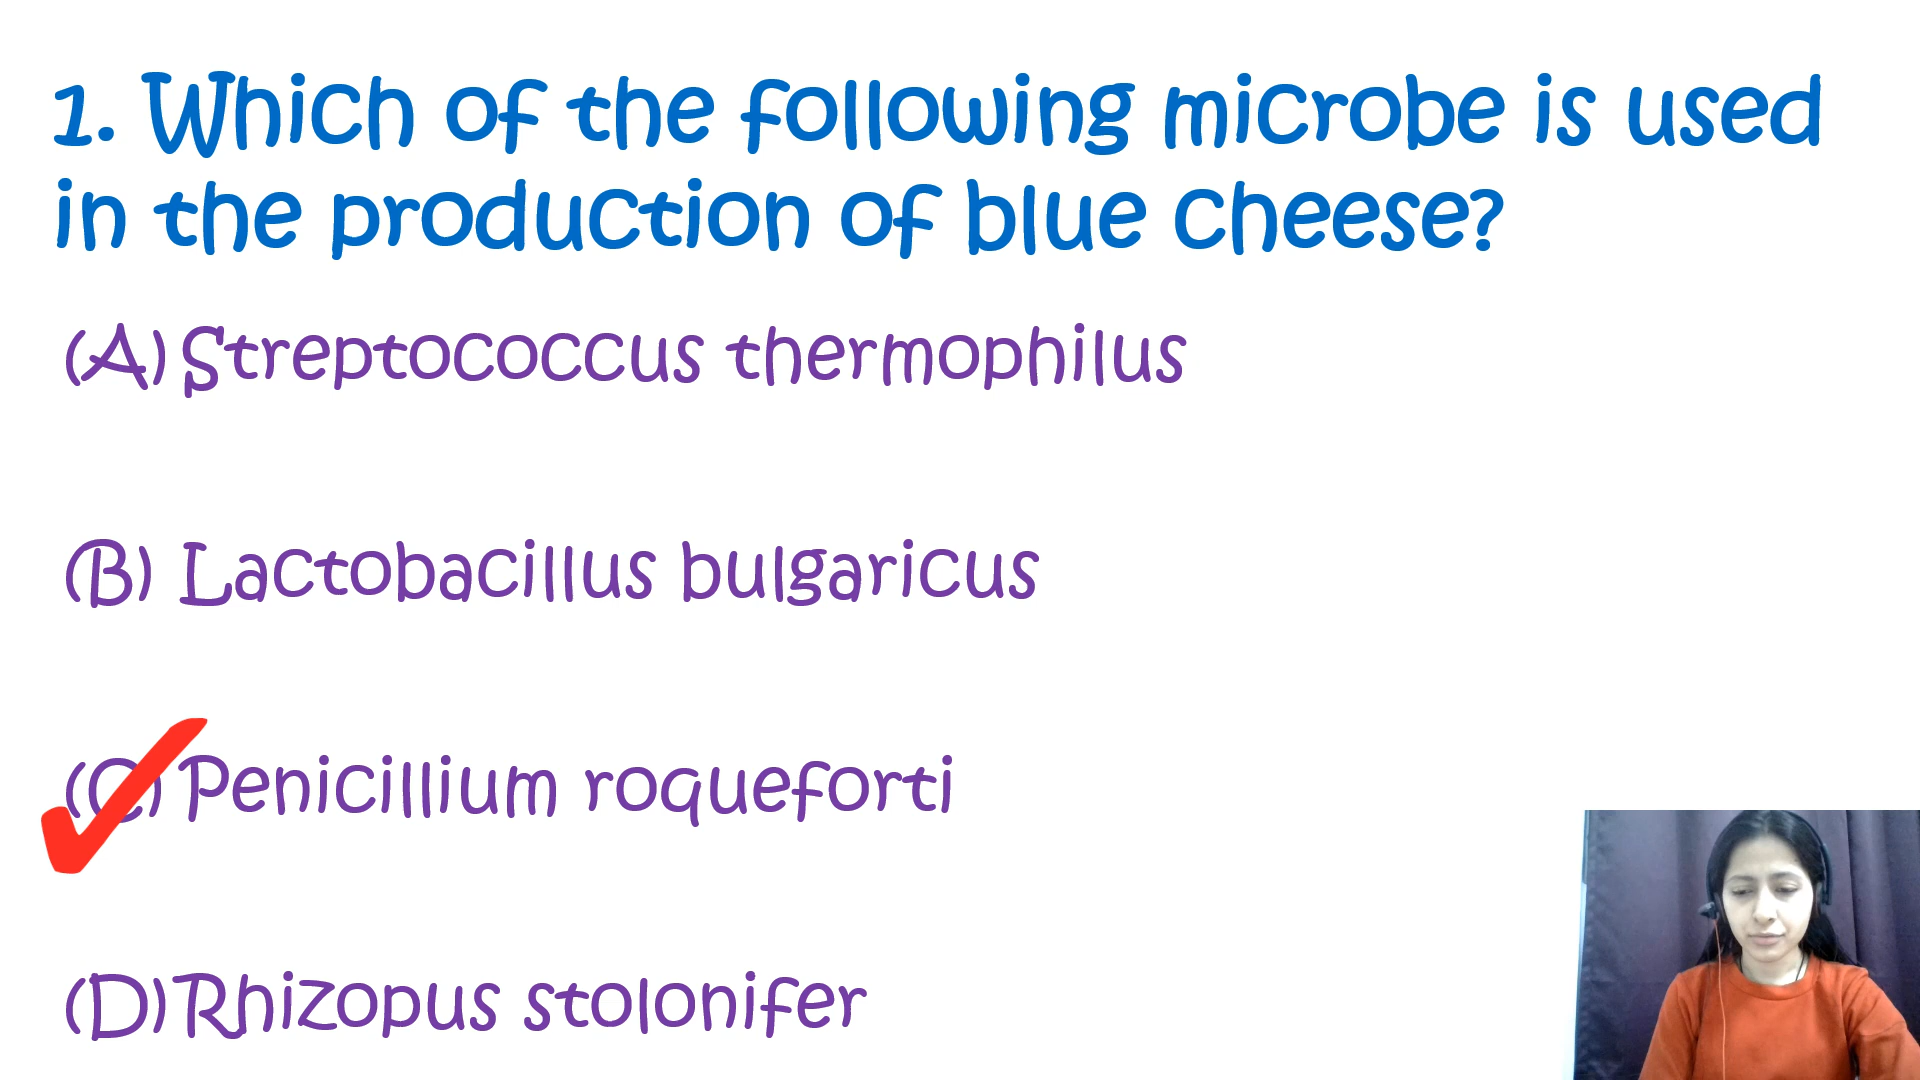 1. Which of the following microbe is used
in the production of blue cheese?
(A) Streptococcus thermophilus
(B) Lactobacillus bulgaricus
(C) Penicillium roqueforti
(D) Rhizopus stolonifer